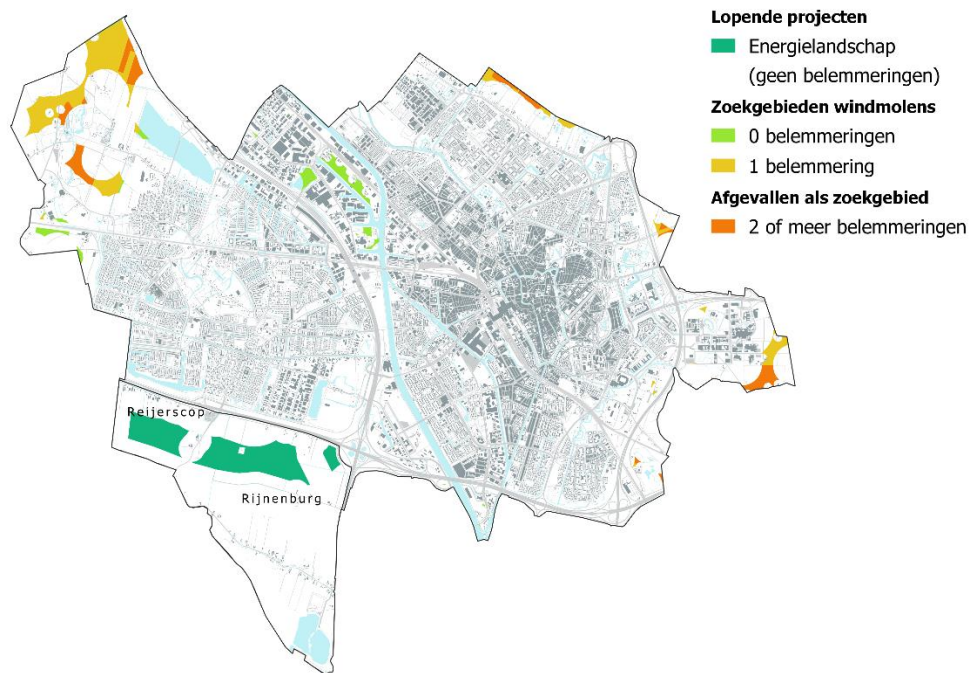 Lopende projecten
Energielandschap
(geen belemmeringen)
Zoekgebieden windmolens
0 belemmeringen
1 belemmering
Afgevallen als zoekgebied
2 of meer belemmeringen
Reijerscop
Rijnenburg